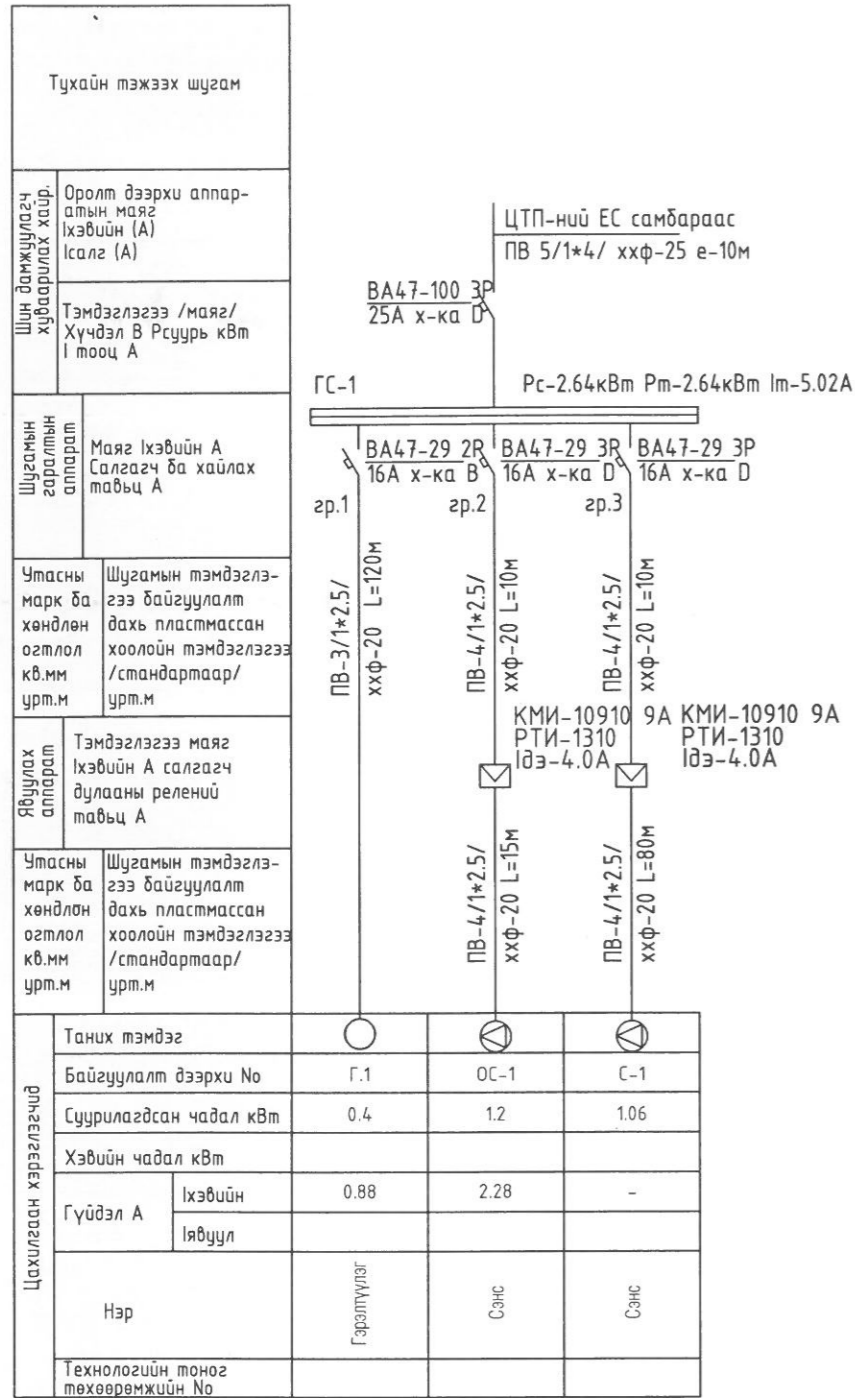 Тухайн тэжээх шугам
Шин дамжуулагч
хуваарилах хайр.
Оролт дээрхи аппар-
атын маяг
Iхэвийн (А)
Iсалг (А)
Тэмдэглэгээ /маяг/
Хүчдэл В Рсуурь кВт
I тооц А
ЦТП-ний ЕС самбараас
ПВ 5/1*4/ ххф-25 е-10м
ВА47-100 3Р
25А х-ка D
ГС-1
Рс-2.64кВт Рт-2.64кВт Iт-5.02А
Шугамын
гаралтын
аппарат
Маяг Iхэвийн А
Салгагч ба хайлах
тавьц А
ВА47-29 2R
16А х-ка В
ВА47-29 3R
16А х-ка D
ВА47-29 3Р
16А х-ка D
гр.1
гр.2
гр.3
Утасны
марк ба
хөндлөн
огтлол
кв.мм
урт.м
Шугамын тэмдэглэ-
гээ байгуулалт
дахь пластмассан
хоолойн тэмдэглэгээ
/стандартаар/
урт.м
ПВ-3/1*2.5/
ххф-20 L=120м
ПВ-4/1*2.5/
ххф-20 L=10м
ПВ-4/1*2.5/
ххф-20 L=10м
Явуулах
аппарат
Тэмдэглэгээ маяг
Iхэвийн А салгагч
дулааны релений
тавьц А
КМИ-10910 9А
РТИ-1310
Iдэ-4.0А
КМИ-10910 9А
РТИ-1310
Iдэ-4.0А
Утасны
марк ба
хөндлөн
огтлол
кв.мм
урт.м
Шугамын тэмдэглэ-
гээ байгуулалт
дахь пластмассан
хоолойн тэмдэглэгээ
/стандартаар/
урт.м
ПВ-4/1*2.5/
ххф-20 L=15м
ПВ-4/1*2.5/
ххф-20 L=80м
Цахилгаан хэрэглэгчид
Таних тэмдэг
Байгуулалт дээрхи No
Г.1
ОС-1
С-1
Суурилагдсан чадал кВт
0.4
1.2
1.06
Хэвийн чадал кВт
Гүйдэл А
Iхэвийн
0.88
2.28
-
Iявуул
Нэр
Гэрэлтүүлэг
Сэнс
Сэнс
Технологийн тоног
төхөөрөмжийн No